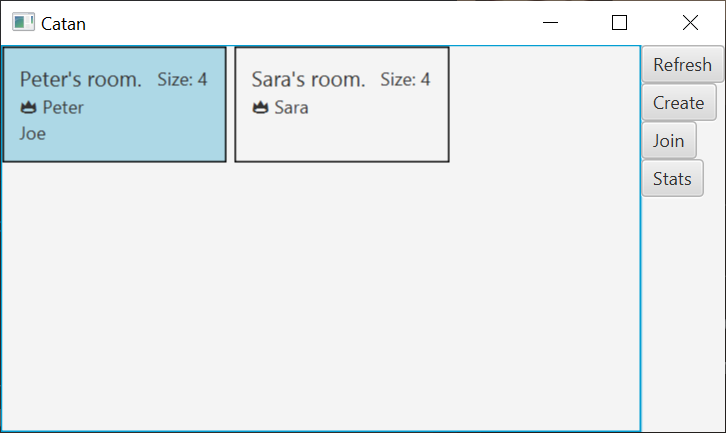 Catan
Peter's room. Size: 4
Peter
Joe
Sara's room. Size: 4
Sara
Refresh
Create
Join
Stats